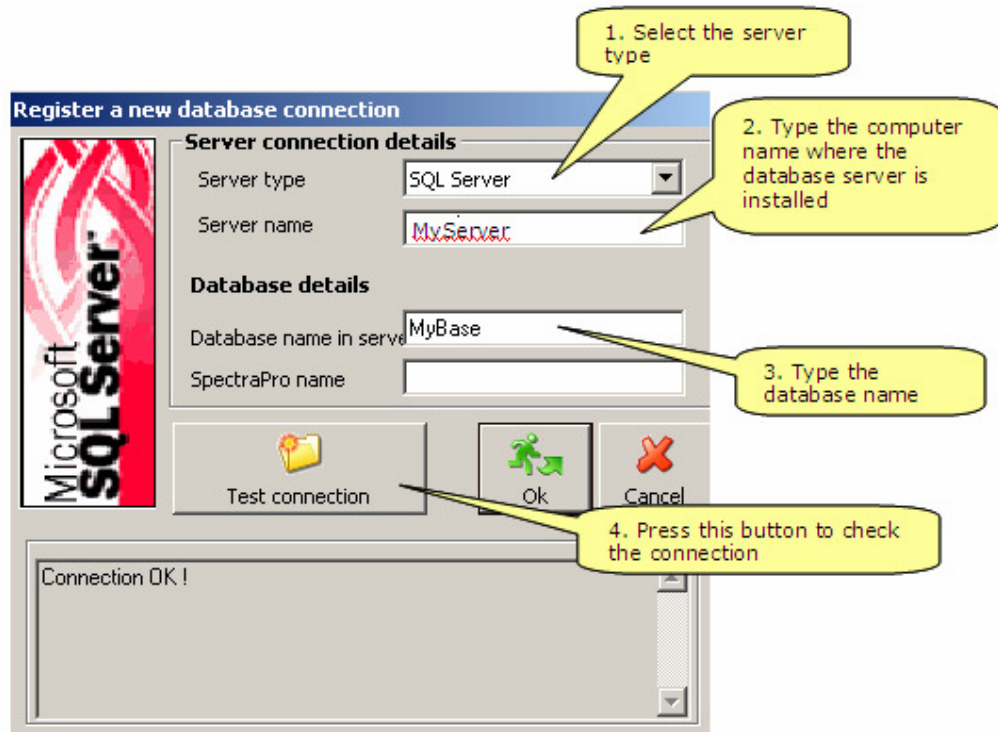 1. Select the server
type
Register a new database connection
Server connection details
Server type
SQL Server
2. Type the computer
name where the
database server is
installed
Server name
MyServer
Database details
Database name in serve
MyBase
SpectraPro name
3. Type the
database name
Microsoft
SQL Server
Test connection
Ok
Cancel
4. Press this button to check
the connection
Connection OK !